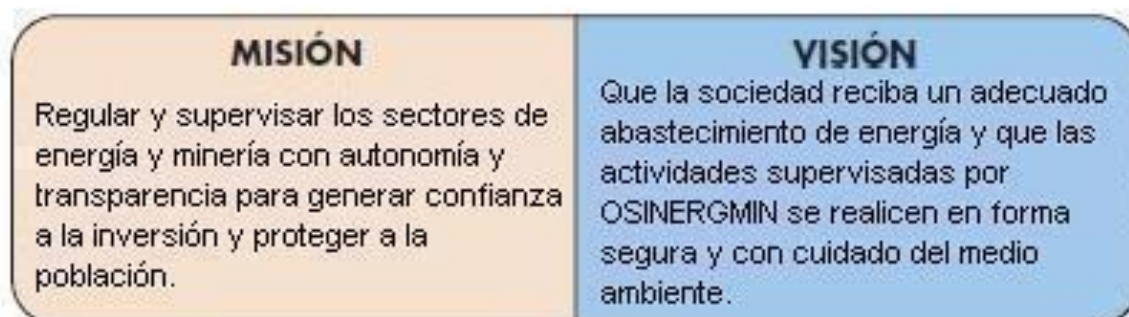 MISIÓN
Regular y supervisar los sectores de
energía y minería con autonomía y
transparencia para generar confianza
a la inversión y proteger a la
población.
VISIÓN
Que la sociedad reciba un adecuado
abastecimiento de energía y que las
actividades supervisadas por
OSINERGMIN se realicen en forma
segura y con cuidado del medio
ambiente.